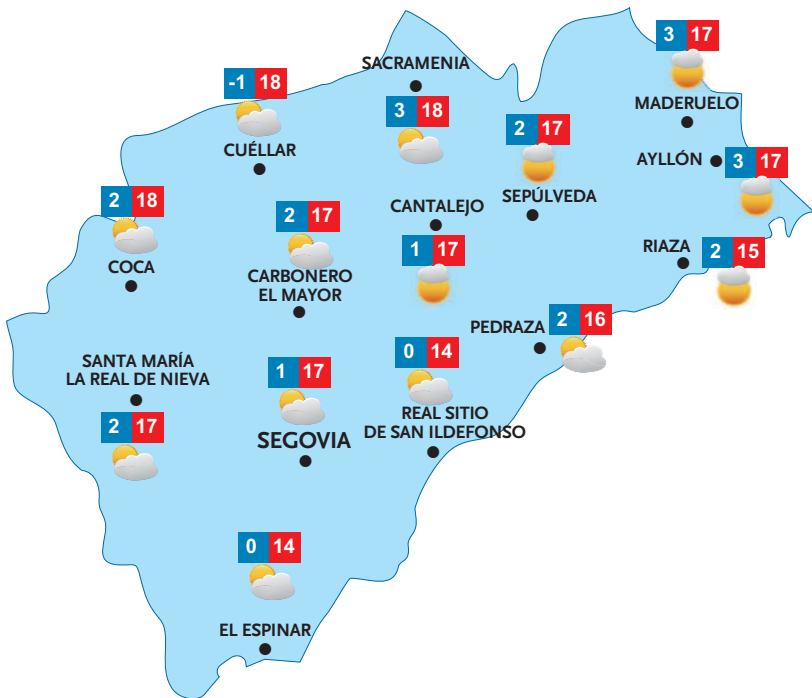 3 17
MADERUELO
SACRAMENIA
3 18
-1 18
CUÉLLAR
2 17
SEPÚLVEDA
AYLLÓN
3 17
2 18
COCA
2 17
CARBONERO
EL MAYOR
CANTALEJO
1 17
RIAZA
2 15
PEDRAZA
2 16
SANTA MARÍA
LA REAL DE NIEVA
2 17
1 17
SEGOVIA
0 14
REAL SITIO
DE SAN ILDEFONSO
0 14
EL ESPINAR